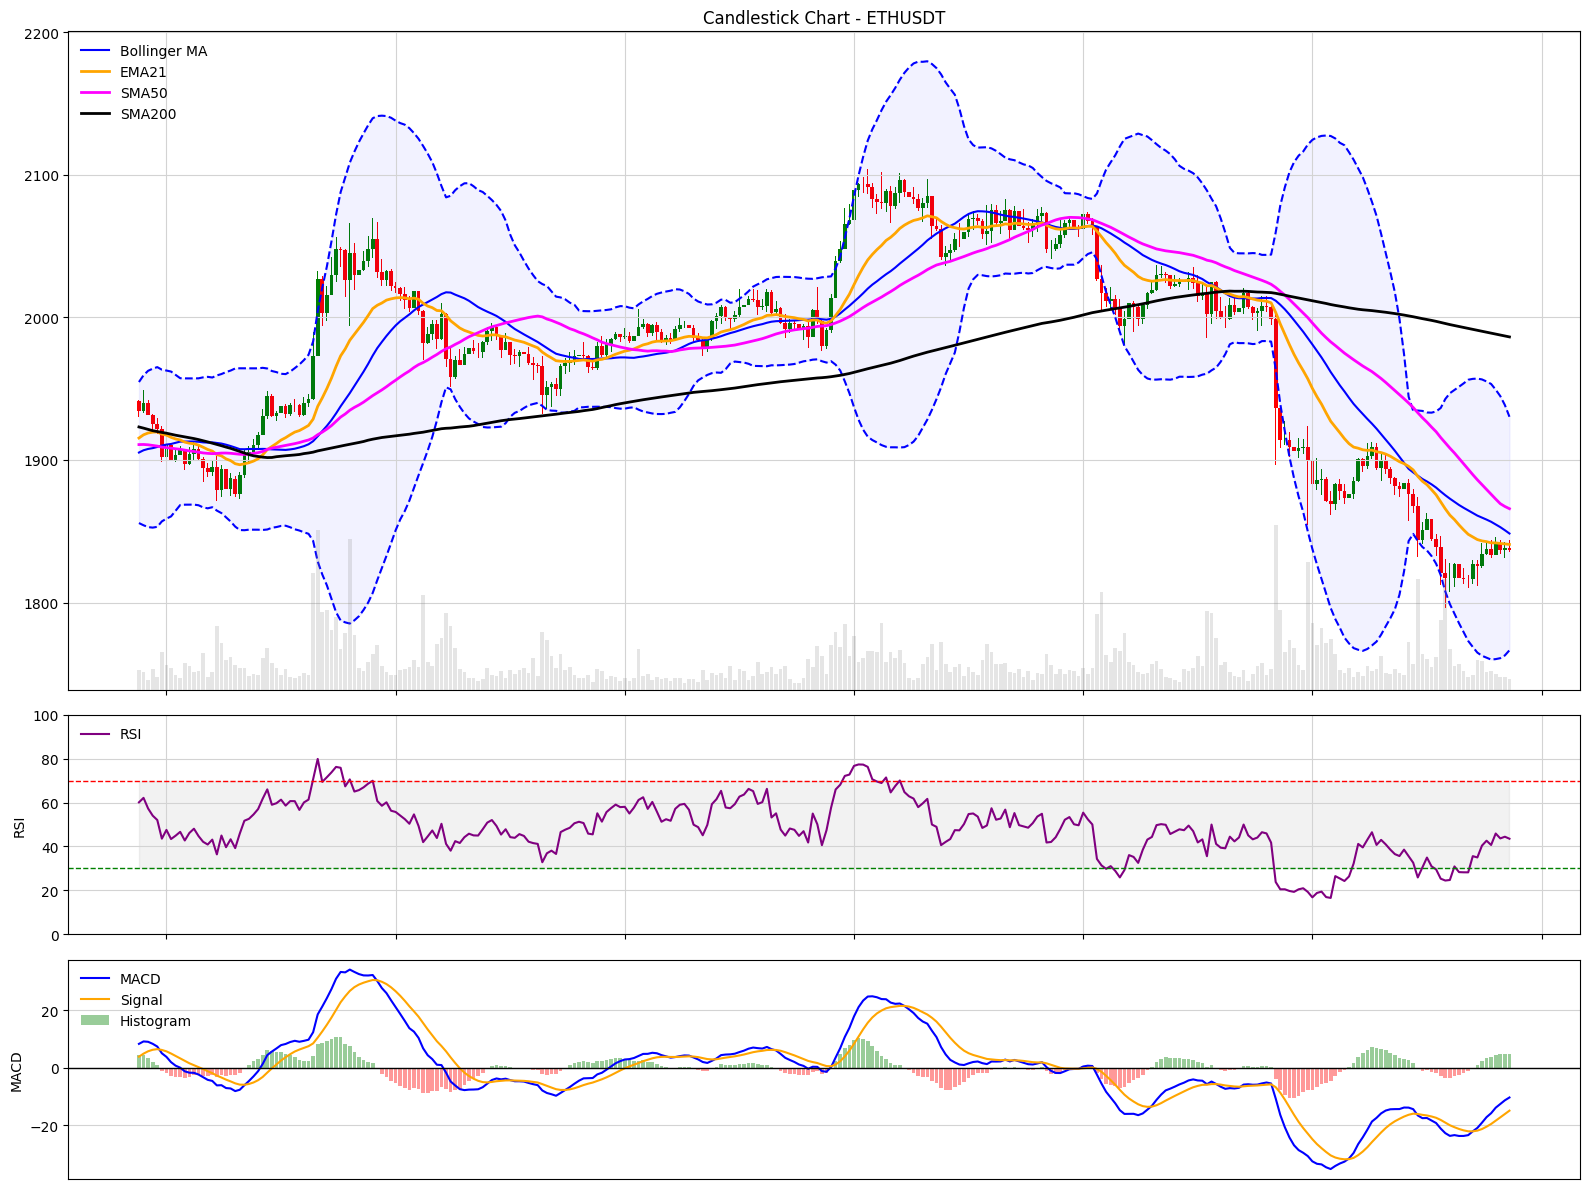 Candlestick Chart - ETHUSDT
2200
2100
2000
1900
1800
Bollinger MA
EMA21
SMA50
SMA200
RSI
100
80
60
40
20
0
RSI
MACD
20
0
−20
MACD
Signal
Histogram